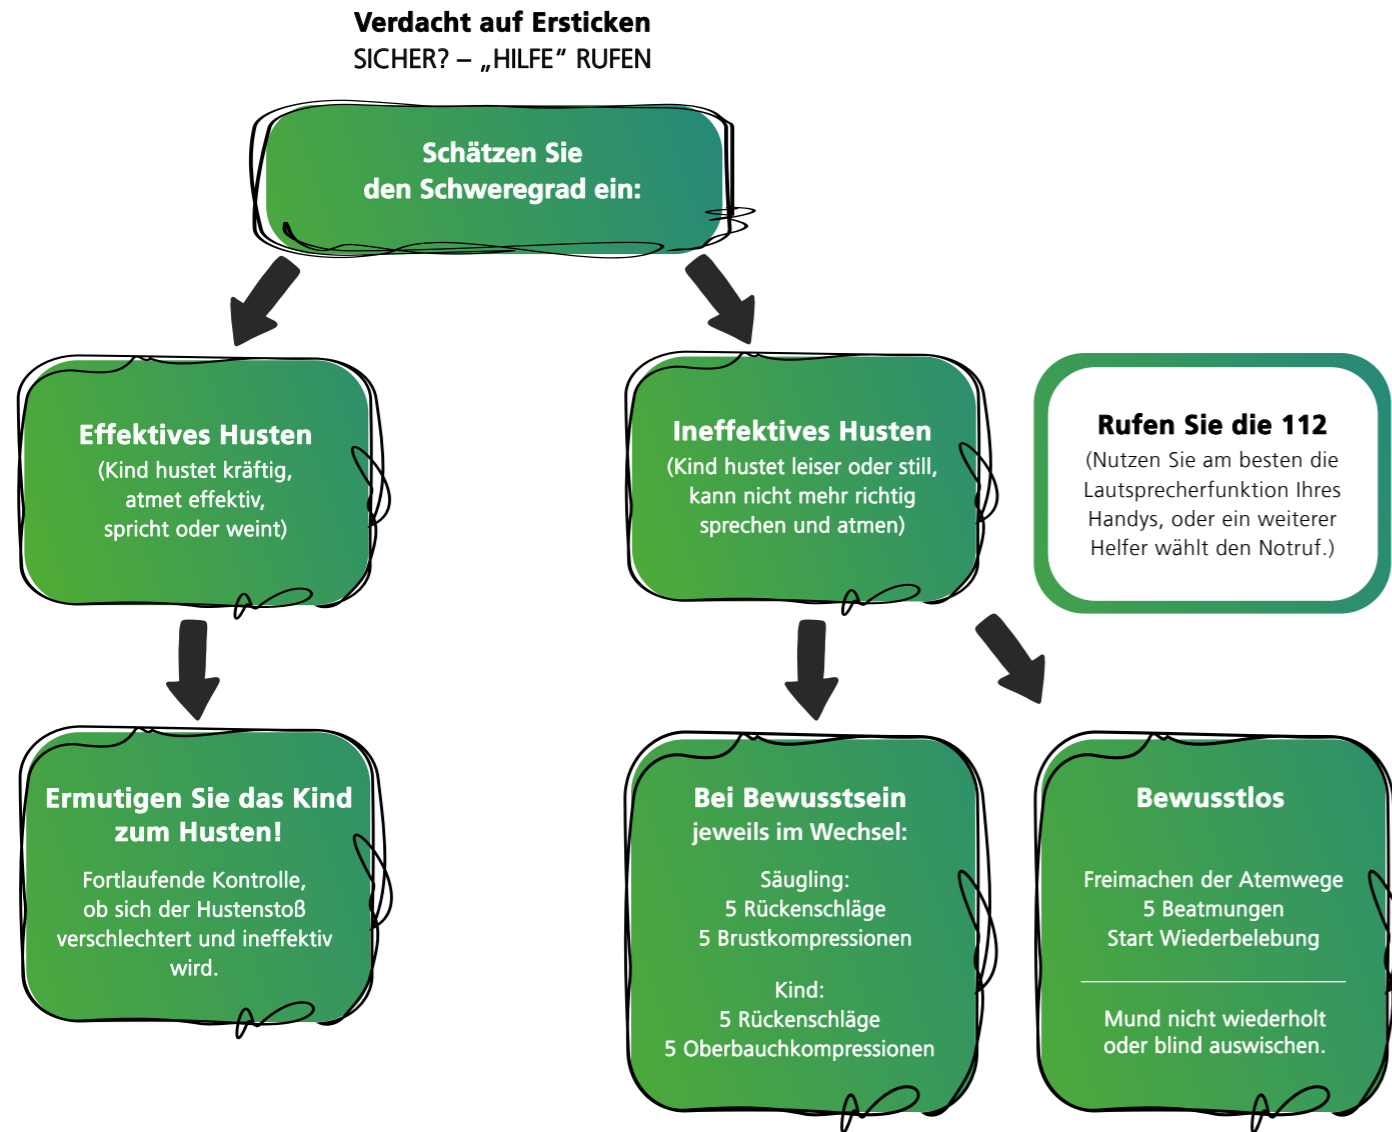 Verdacht auf Ersticken
SICHER? – „HILFE“ RUFEN
Schätzen Sie
den Schweregrad ein:
Effektives Husten
(Kind hustet kräftig,
atmet effektiv,
spricht oder weint)
Ineffektives Husten
(Kind hustet leiser oder still,
kann nicht mehr richtig
sprechen und atmen)
Rufen Sie die 112
(Nutzen Sie am besten die
Lautsprecherfunktion Ihres
Handys, oder ein weiterer
Helfer wählt den Notruf.)
Ermutigen Sie das Kind
zum Husten!
Fortlaufende Kontrolle,
ob sich der Hustenstoß
verschlechtert und ineffektiv
wird.
Bei Bewusstsein
jeweils im Wechsel:
Säugling:
5 Rückenschläge
5 Brustkompressionen
Kind:
5 Rückenschläge
5 Oberbauchkompressionen
Bewusstlos
Freimachen der Atemwege
5 Beatmungen
Start Wiederbelebung
Mund nicht wiederholt
oder blind auswischen.